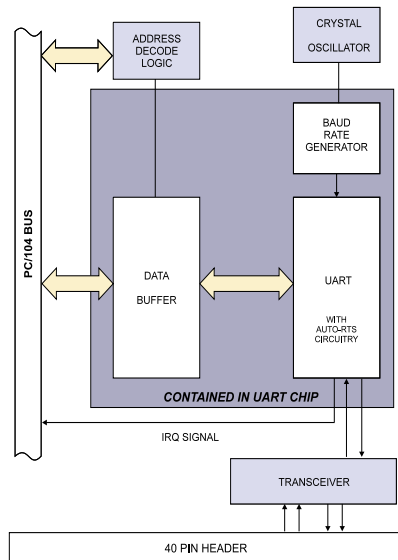 ADDRESS
DECODE
LOGIC
CRYSTAL
OSCILLATOR
BAUD
RATE
GENERATOR
PC/104 BUS
DATA
BUFFER
UART
WITH
AUTO-RTS
CIRCUITRY
CONTAINED IN UART CHIP
IRQ SIGNAL
TRANSCEIVER
40 PIN HEADER